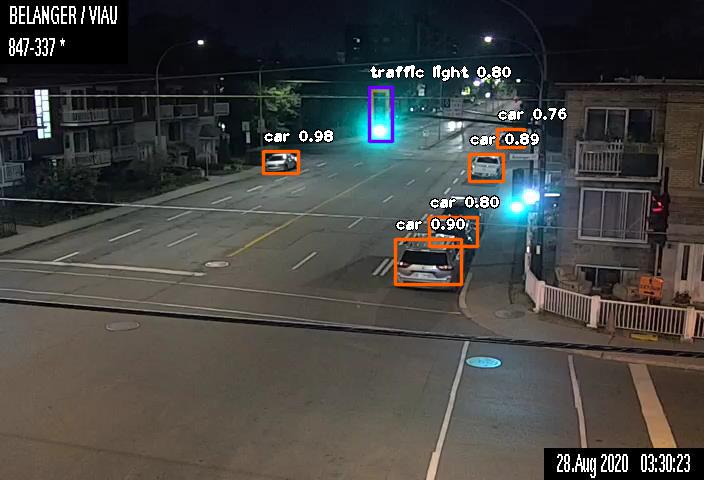 BELANGER / VIAU
847-337 *
traffic light 0.80
car 0.76
car 0.98
car 0.89
car 0.80
car 0.90
28.Aug 2020 03:30:23